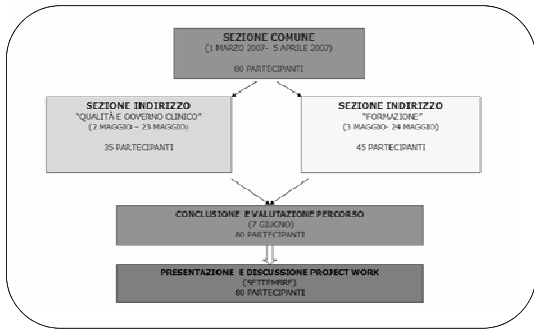 SEZIONE COMUNE
(1 MARZO 2007- 5 APRILE 2007)
80 PARTECIPANTI
SEZIONE INDIRIZZO
"QUALITÀ E GOVERNO CLINICO"
(2 MAGGIO – 23 MAGGIO)
35 PARTECIPANTI
SEZIONE INDIRIZZO
"FORMAZIONE"
(3 MAGGIO- 24 MAGGIO)
45 PARTECIPANTI
CONCLUSIONE E VALUTAZIONE PERCORSO
(7 GIUGNO)
80 PARTECIPANTI
PRESENTAZIONE E DISCUSSIONE PROJECT WORK
(SETTEMBRE)
80 PARTECIPANTI